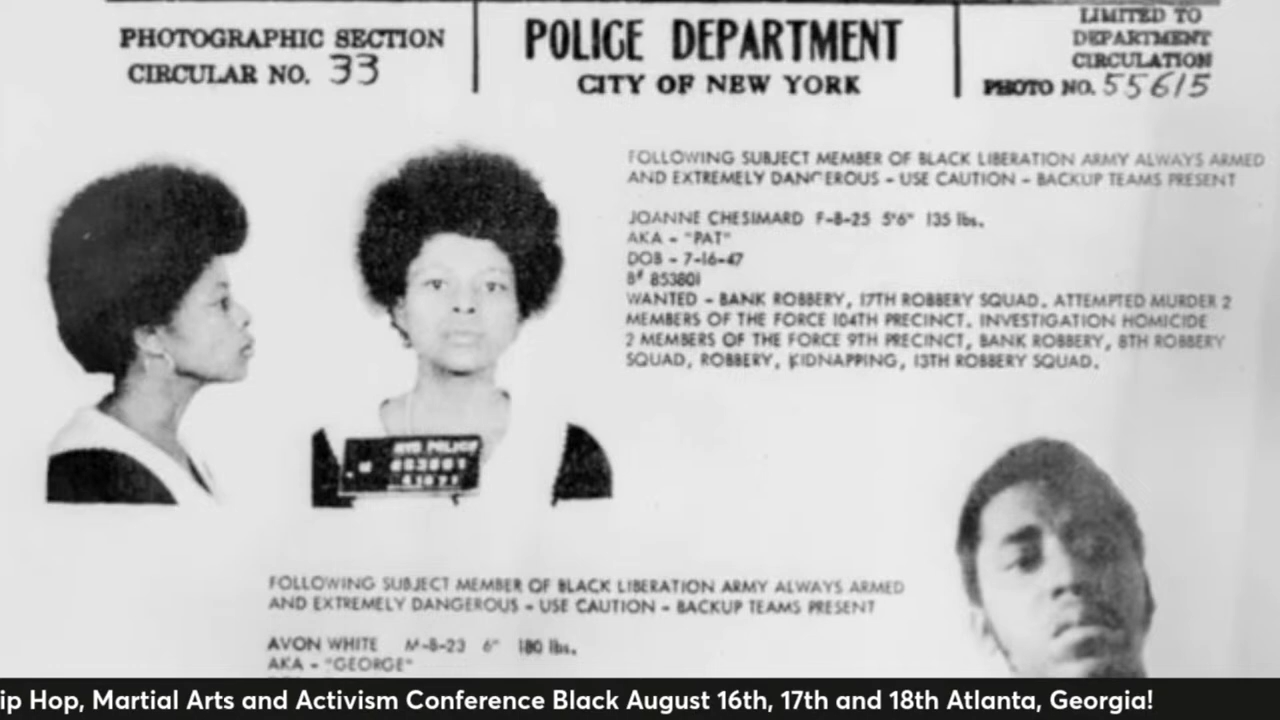 PHOTOGRAPHIC SECTION
CIRCULAR NO. 33
POLICE DEPARTMENT
CITY OF NEW YORK
LIMITED TO
DEPARTMENT
CIRCULATION
PHOTO NO. 55615
FOLLOWING SUBJECT MEMBER OF BLACK LIBERATION ARMY ALWAYS ARMED
AND EXTREMELY DANGEROUS - USE CAUTION - BACKUP TEAMS PRESENT
JOANNE CHESIMARD F-B-25 5'6" 135 lbs.
AKA - "PAT"
DOB - 7-16-47
B# 853801
WANTED - BANK ROBBERY, 17TH ROBBERY SQUAD. ATTEMPTED MURDER 2
MEMBERS OF THE FORCE 104TH PRECINCT. INVESTIGATION HOMICIDE
2 MEMBERS OF THE FORCE 9TH PRECINCT, BANK ROBBERY, 8TH ROBBERY
SQUAD, ROBBERY, KIDNAPPING, 13TH ROBBERY SQUAD.
POLICE
FOLLOWING SUBJECT MEMBER OF BLACK LIBERATION ARMY ALWAYS ARMED
AND EXTREMELY DANGEROUS - USE CAUTION - BACKUP TEAMS PRESENT
AVON WHITE M-B-23 6" 180 lbs.
AKA - "GEORGE"
ip Hop, Martial Arts and Activism Conference Black August 16th, 17th and 18th Atlanta, Georgia!